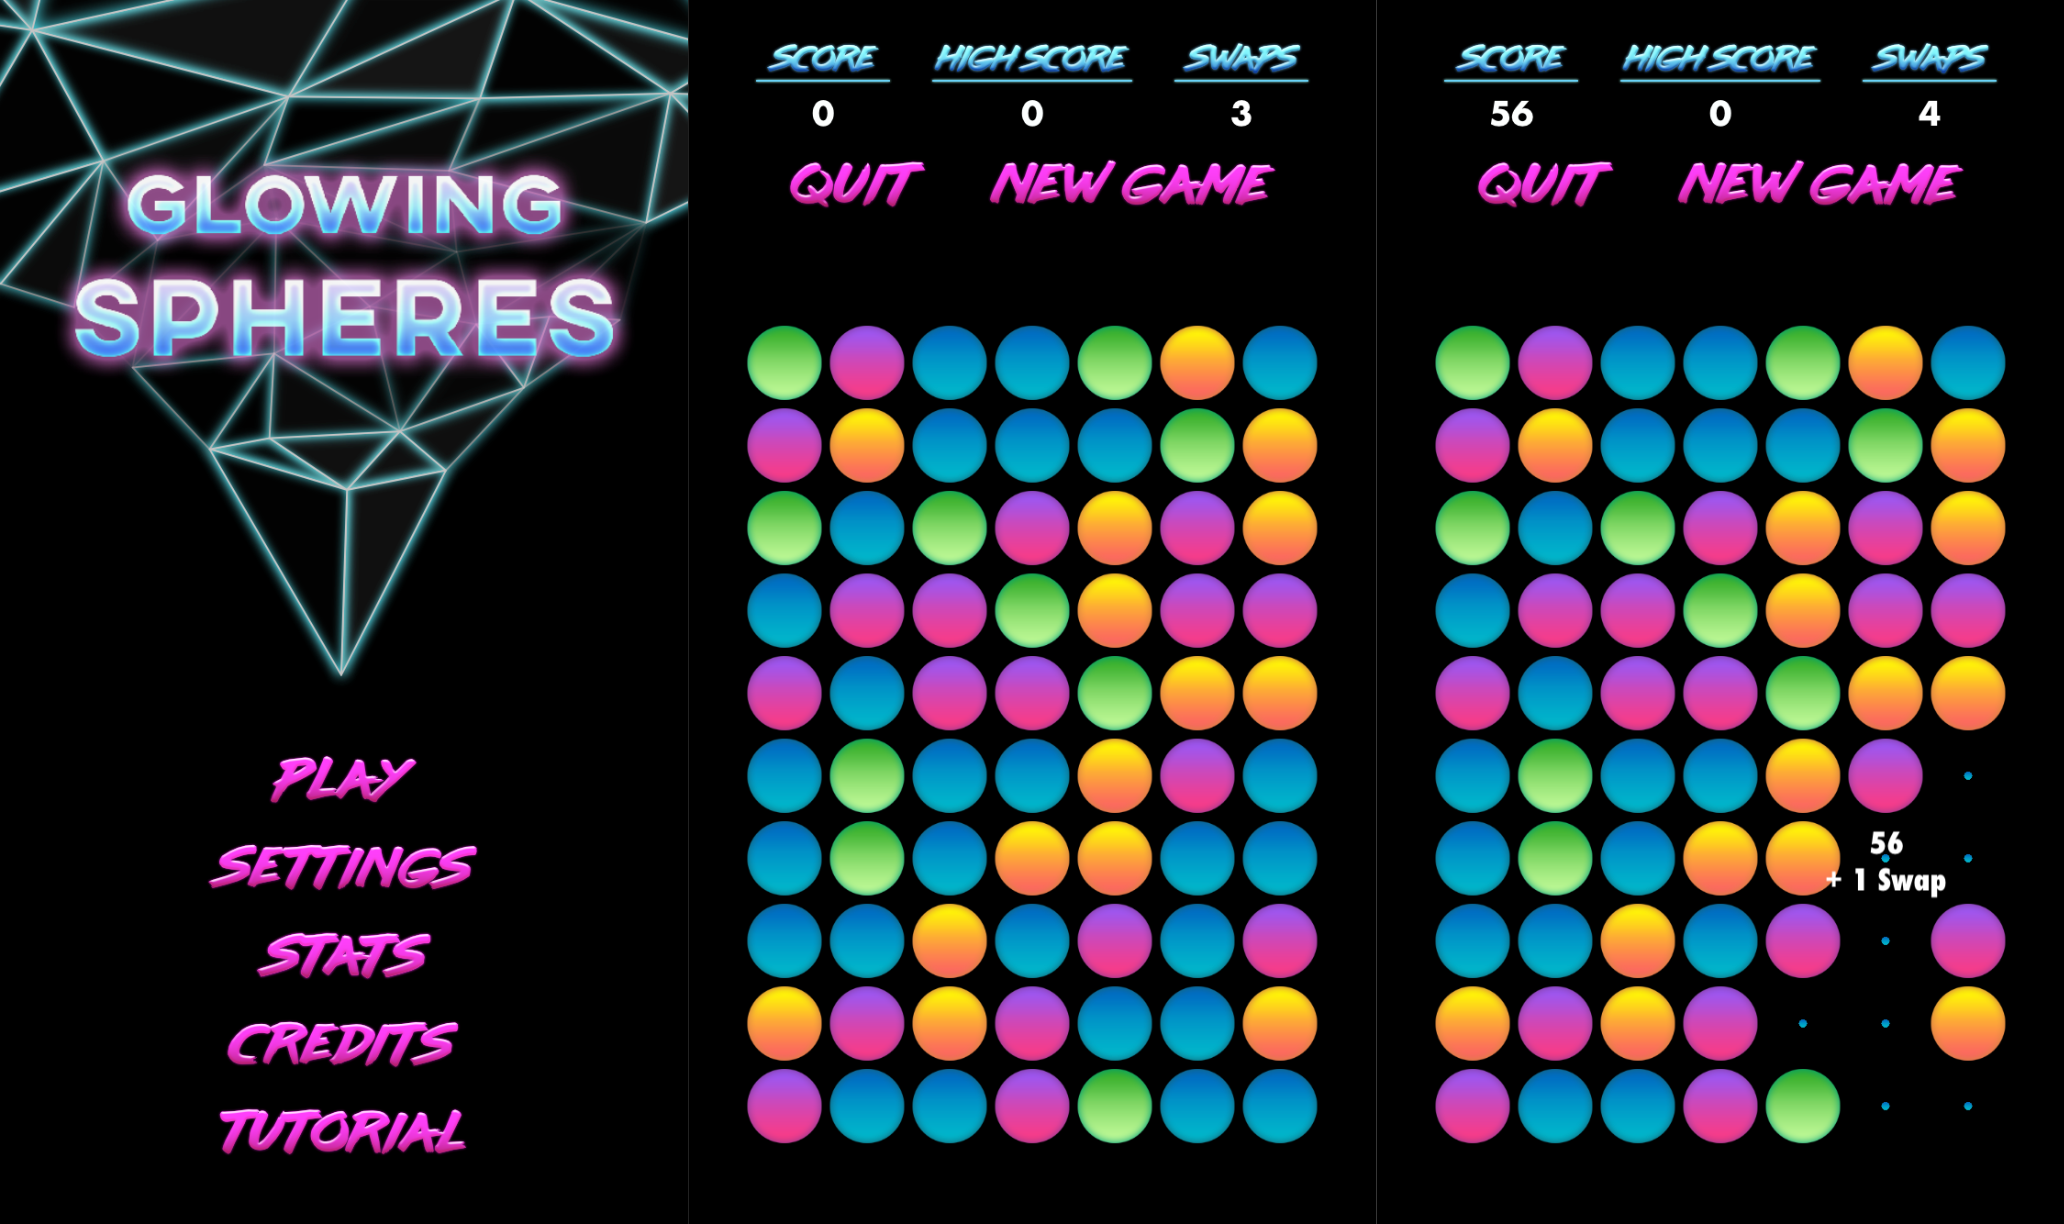 GLOWING
SPHERES
PLAY
SETTINGS
STATS
CREDITS
TUTORIAL
SCORE HIGH SCORE SWAPS
0 0 3
QUIT NEW GAME
SCORE HIGH SCORE SWAPS
56 0 4
QUIT NEW GAME
56
+ 1 Swap